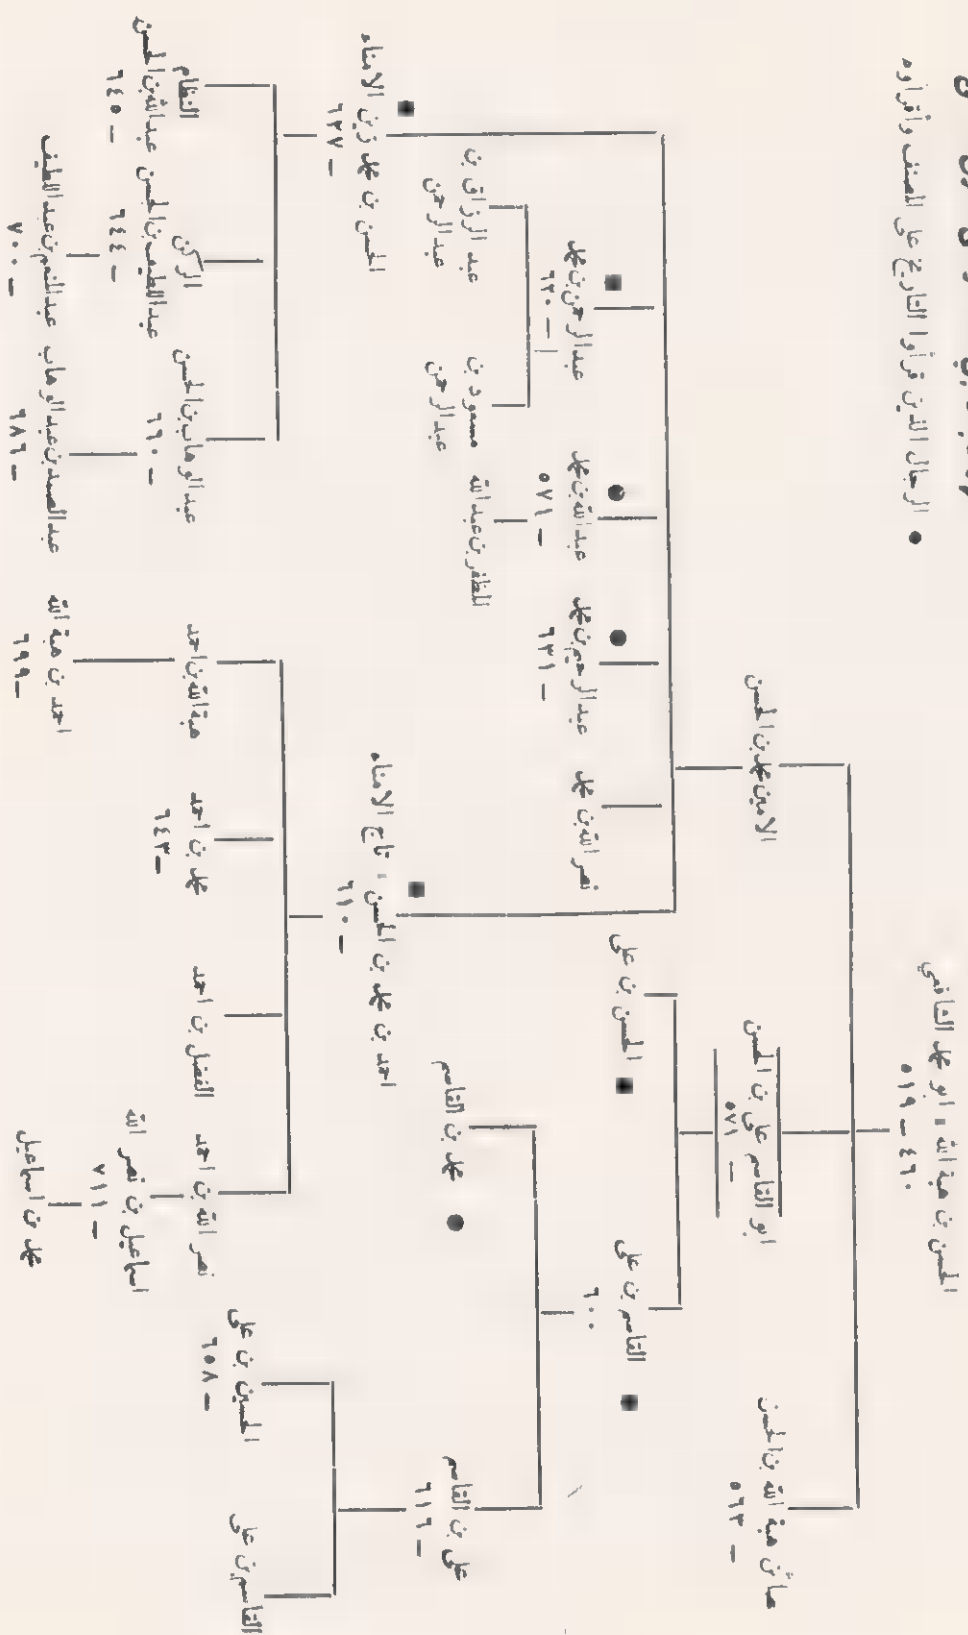 ● الرجال الذين قرأوا التاريخ على المصنف وأقرأوه
الحسن بن هبة الله ، ابو محمد الشافعي
٤٦٠ – ٥١٩
الامين محمد بن الحسن
ابو القاسم علي بن الحسن
– ٥٧١
صائن هبة الله بن الحسن
– ٥٦٣
الحسن بن علي
القاسم بن علي
٦٠٠
عبد الرحمن بن محمد
– ٦٢٠
عبد الله بن محمد
– ٥٧١
عبد الرحيم بن محمد
– ٦٣١
نصر الله بن محمد
عبد الرزاق بن
عبد الرحمن
مسعود بن
عبد الرحمن
المظفر بن عبد الله
محمد بن القاسم
علي بن القاسم
– ٦١٦
الحسن بن محمد زين الامناء
– ٦٢٧
احمد بن محمد بن الحسن ، تاج الامناء
– ٦١٠
النظام
عبد الله بن الحسن
– ٦٤٥
الركن
عبد اللطيف بن الحسن
– ٦٤٤
عبد الوهاب بن الحسن
– ٦٦٠
هبة الله بن احمد
محمد بن احمد
– ٦٤٣
الفضل بن احمد
نصر الله بن احمد
الحسين بن علي
– ٦٥٨
القاسم بن علي
اسماعيل بن نصر الله
– ٧١١
عبد المنعم بن عبد اللطيف
– ٧٠٠
عبد الصمد بن عبد الوهاب
– ٦٨٦
احمد بن هبة الله
– ٦٩٩
محمد بن اسماعيل